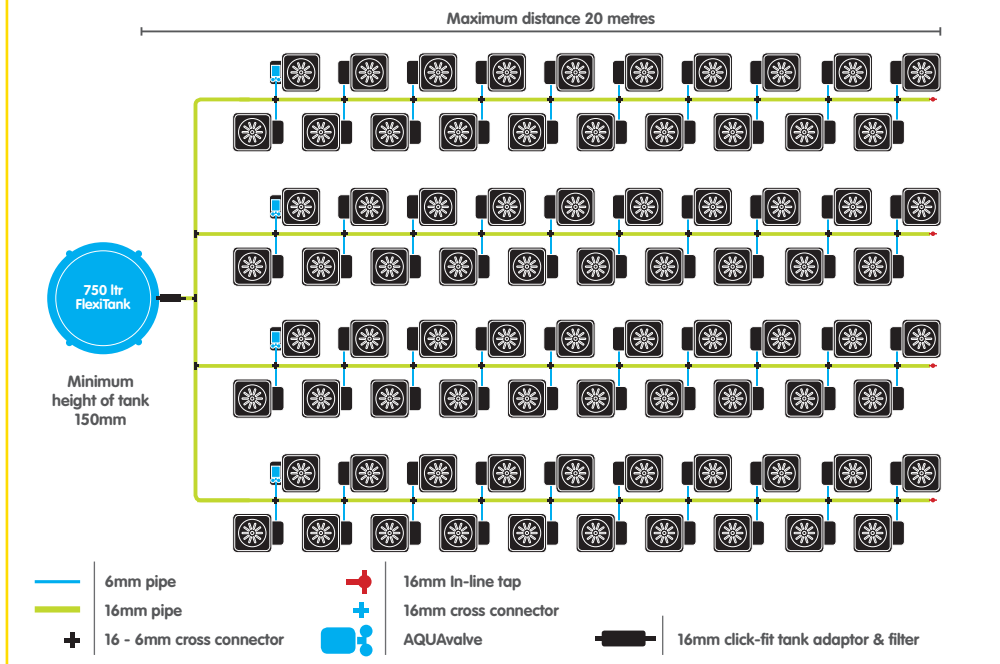 Maximum distance 20 metres
750 ltr
FlexiTank
Minimum
height of tank
150mm
6mm pipe
16mm pipe
16 - 6mm cross connector
16mm In-line tap
16mm cross connector
AQUAvalve
16mm click-fit tank adaptor & filter